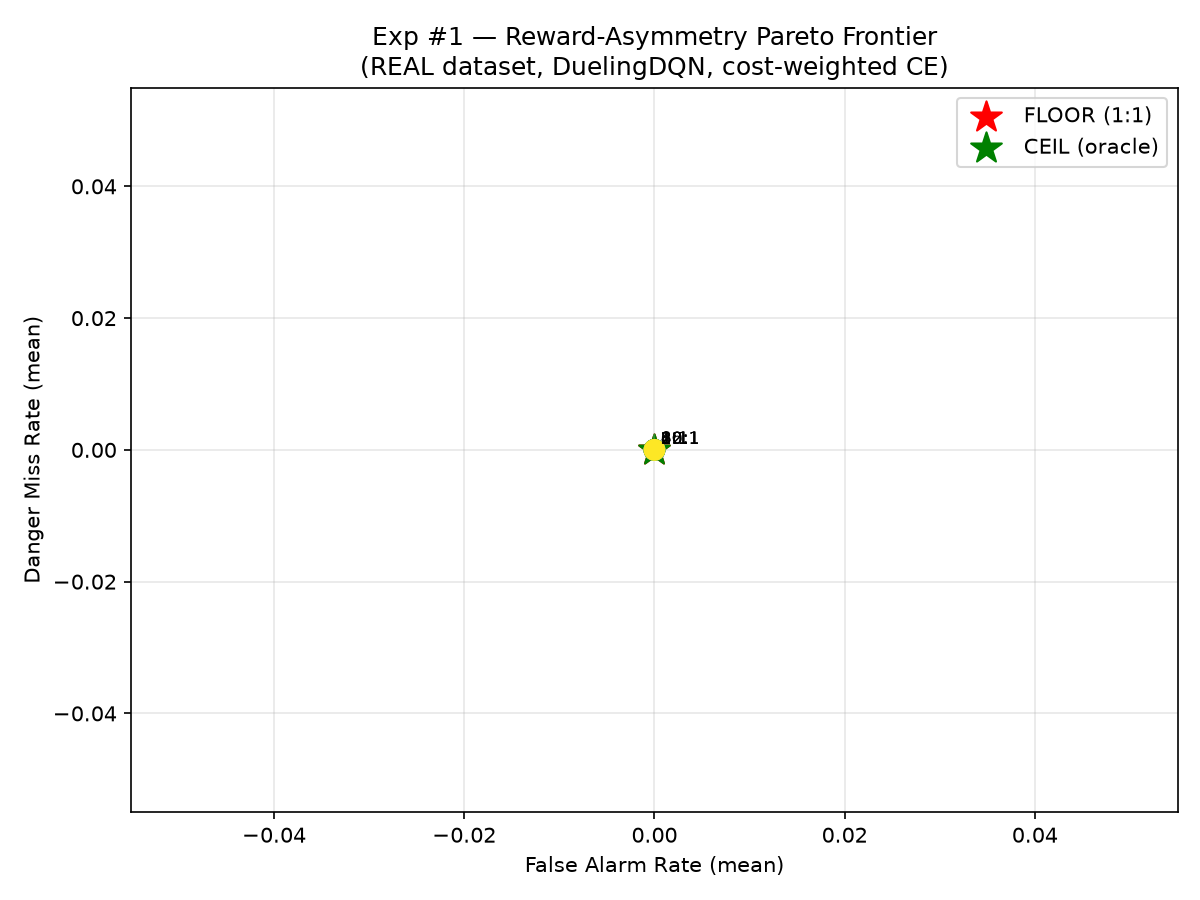 Exp #1 — Reward-Asymmetry Pareto Frontier
(REAL dataset, DuelingDQN, cost-weighted CE)
FLOOR (1:1)
CEIL (oracle)
Danger Miss Rate (mean)
0.04
0.02
0.00
−0.02
−0.04
−0.04
−0.02
0.00
0.02
0.04
False Alarm Rate (mean)